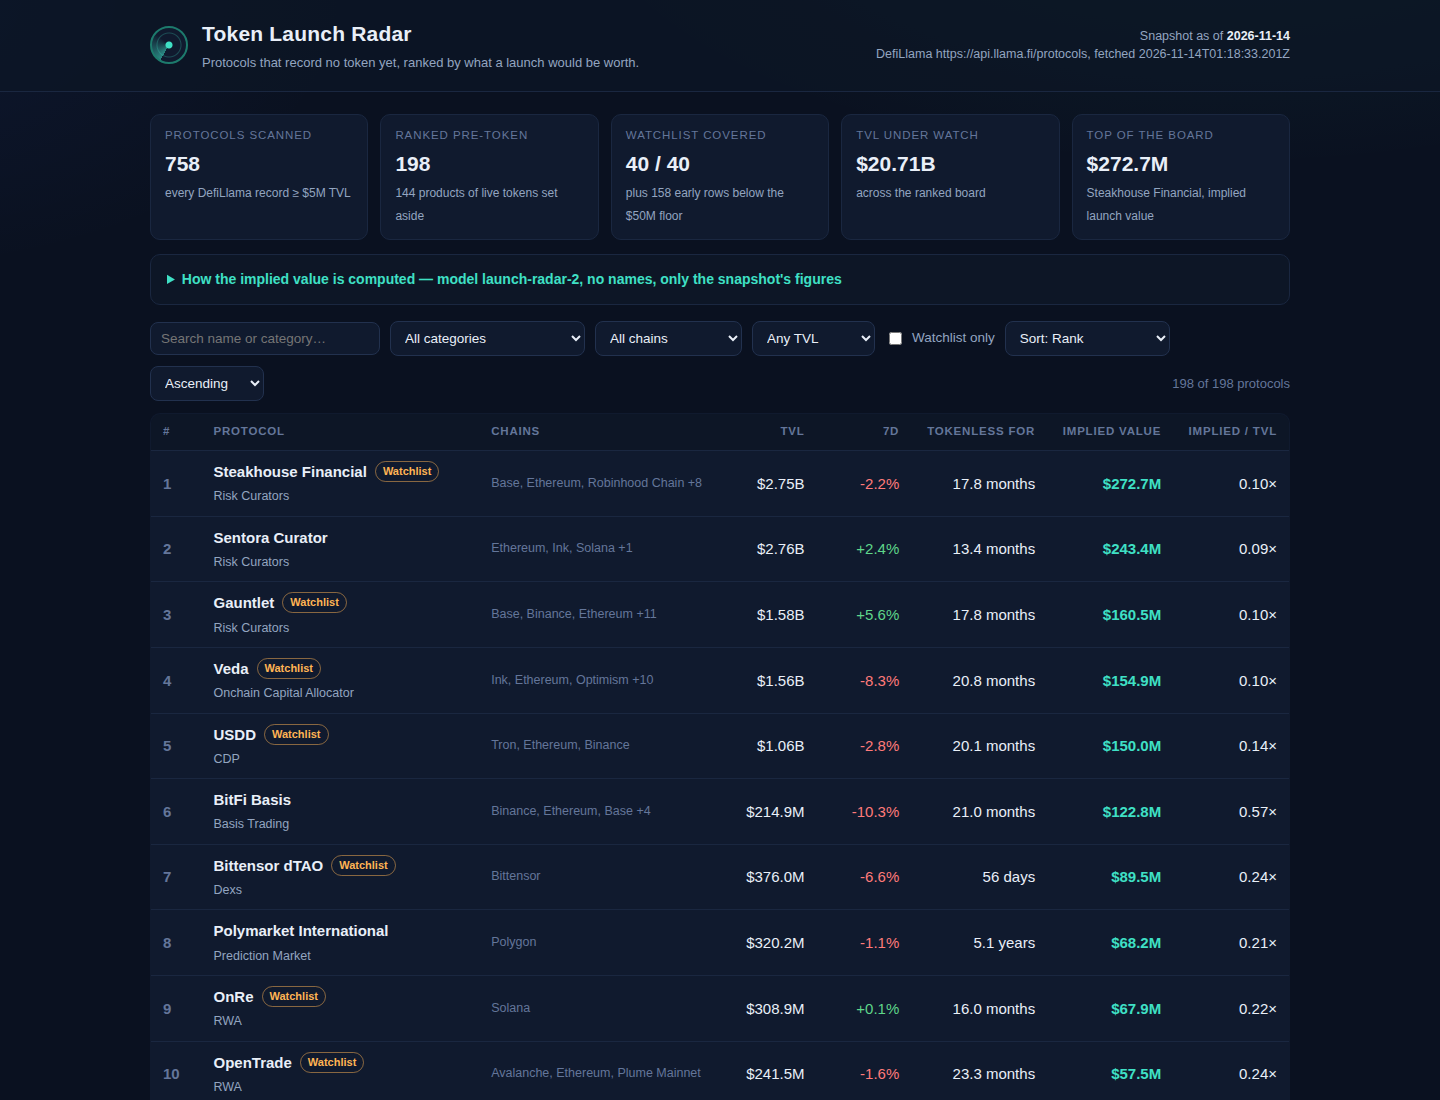 Token Launch Radar
Protocols that record no token yet, ranked by what a launch would be worth.
Snapshot as of 2026-11-14
DefiLlama https://api.llama.fi/protocols, fetched 2026-11-14T01:18:33.201Z
PROTOCOLS SCANNED
758
every DefiLlama record ≥ $5M TVL
RANKED PRE-TOKEN
198
144 products of live tokens set
aside
WATCHLIST COVERED
40 / 40
plus 158 early rows below the
$50M floor
TVL UNDER WATCH
$20.71B
across the ranked board
TOP OF THE BOARD
$272.7M
Steakhouse Financial, implied
launch value
How the implied value is computed — model launch-radar-2, no names, only the snapshot's figures
Search name or category… All categories All chains Any TVL Watchlist only Sort: Rank
Ascending 198 of 198 protocols
# PROTOCOL CHAINS TVL 7D TOKENLESS FOR IMPLIED VALUE IMPLIED / TVL
1 Steakhouse Financial Watchlist Base, Ethereum, Robinhood Chain +8 $2.75B -2.2% 17.8 months $272.7M 0.10×
Risk Curators
2 Sentora Curator Ethereum, Ink, Solana +1 $2.76B +2.4% 13.4 months $243.4M 0.09×
Risk Curators
3 Gauntlet Watchlist Base, Binance, Ethereum +11 $1.58B +5.6% 17.8 months $160.5M 0.10×
Risk Curators
4 Veda Watchlist Ink, Ethereum, Optimism +10 $1.56B -8.3% 20.8 months $154.9M 0.10×
Onchain Capital Allocator
5 USDD Watchlist Tron, Ethereum, Binance $1.06B -2.8% 20.1 months $150.0M 0.14×
CDP
6 BitFi Basis Binance, Ethereum, Base +4 $214.9M -10.3% 21.0 months $122.8M 0.57×
Basis Trading
7 Bittensor dTAO Watchlist Bittensor $376.0M -6.6% 56 days $89.5M 0.24×
Dexs
8 Polymarket International Polygon $320.2M -1.1% 5.1 years $68.2M 0.21×
Prediction Market
9 OnRe Watchlist Solana $308.9M +0.1% 16.0 months $67.9M 0.22×
RWA
10 OpenTrade Watchlist Avalanche, Ethereum, Plume Mainnet $241.5M -1.6% 23.3 months $57.5M 0.24×
RWA